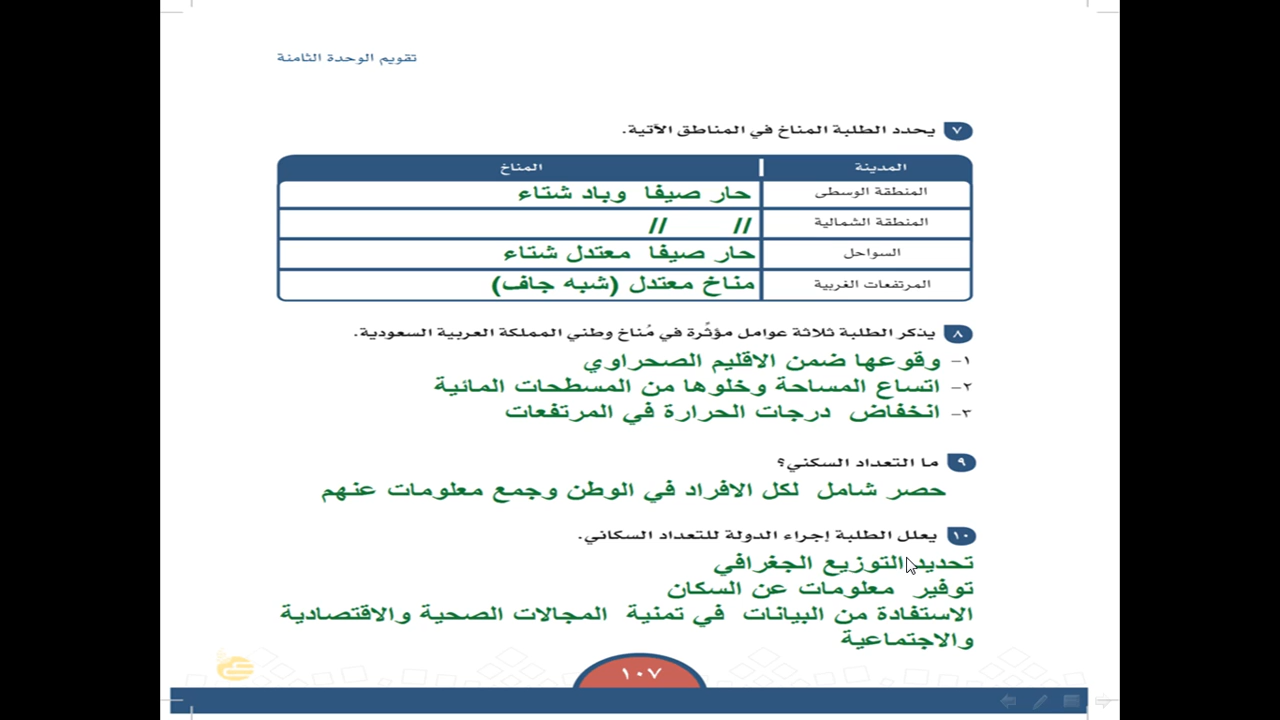 تقويم الوحدة الثامنة
٧ يحدد الطلبة المناخ في المناطق الآتية.
المدينة المناخ
المنطقة الوسطى حار صيفا وباد شتاء
المنطقة الشمالية // //
السواحل حار صيفا معتدل شتاء
المرتفعات الغربية مناخ معتدل (شبه جاف)
٨ يذكر الطلبة ثلاثة عوامل مؤثِّرة في مُناخ وطني المملكة العربية السعودية.
١- وقوعها ضمن الاقليم الصحراوي
٢- اتساع المساحة وخلوها من المسطحات المائية
٣- انخفاض درجات الحرارة في المرتفعات
٩ ما التعداد السكني؟
حصر شامل لكل الافراد في الوطن وجمع معلومات عنهم
١٠ يعلل الطلبة إجراء الدولة للتعداد السكاني.
تحديد التوزيع الجغرافي
توفير معلومات عن السكان
الاستفادة من البيانات في تمنية المجالات الصحية والاقتصادية
والاجتماعية
١٠٧